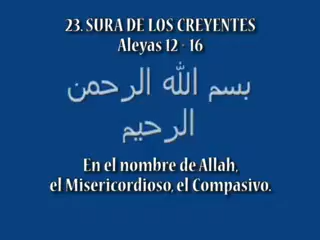 23. SURA DE LOS CREYENTES
Aleyas 12 - 16
بسم الله الرحمن
الرحيم
En el nombre de Allah,
el Misericordioso, el Compasivo.